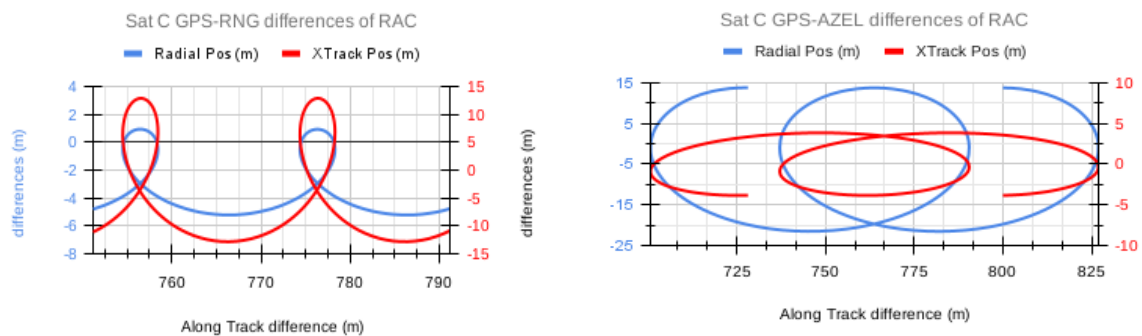 Sat C GPS-RNG differences of RAC
Radial Pos (m) XTrack Pos (m)
4
2
0
-2
-4
-6
-8
15
10
5
0
-5
-10
-15
differences (m)
differences (m)
760 770 780 790
Along Track difference (m)
Sat C GPS-AZEL differences of RAC
Radial Pos (m) XTrack Pos (m)
15
5
-5
-15
-25
10
5
0
-5
-10
725 750 775 800 825
Along Track difference (m)